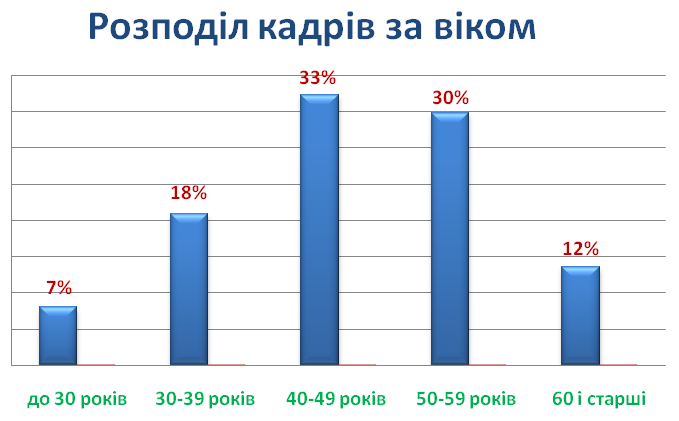 Розподіл кадрів за віком
33%
30%
18%
12%
7%
до 30 років 30-39 років 40-49 років 50-59 років 60 і старші